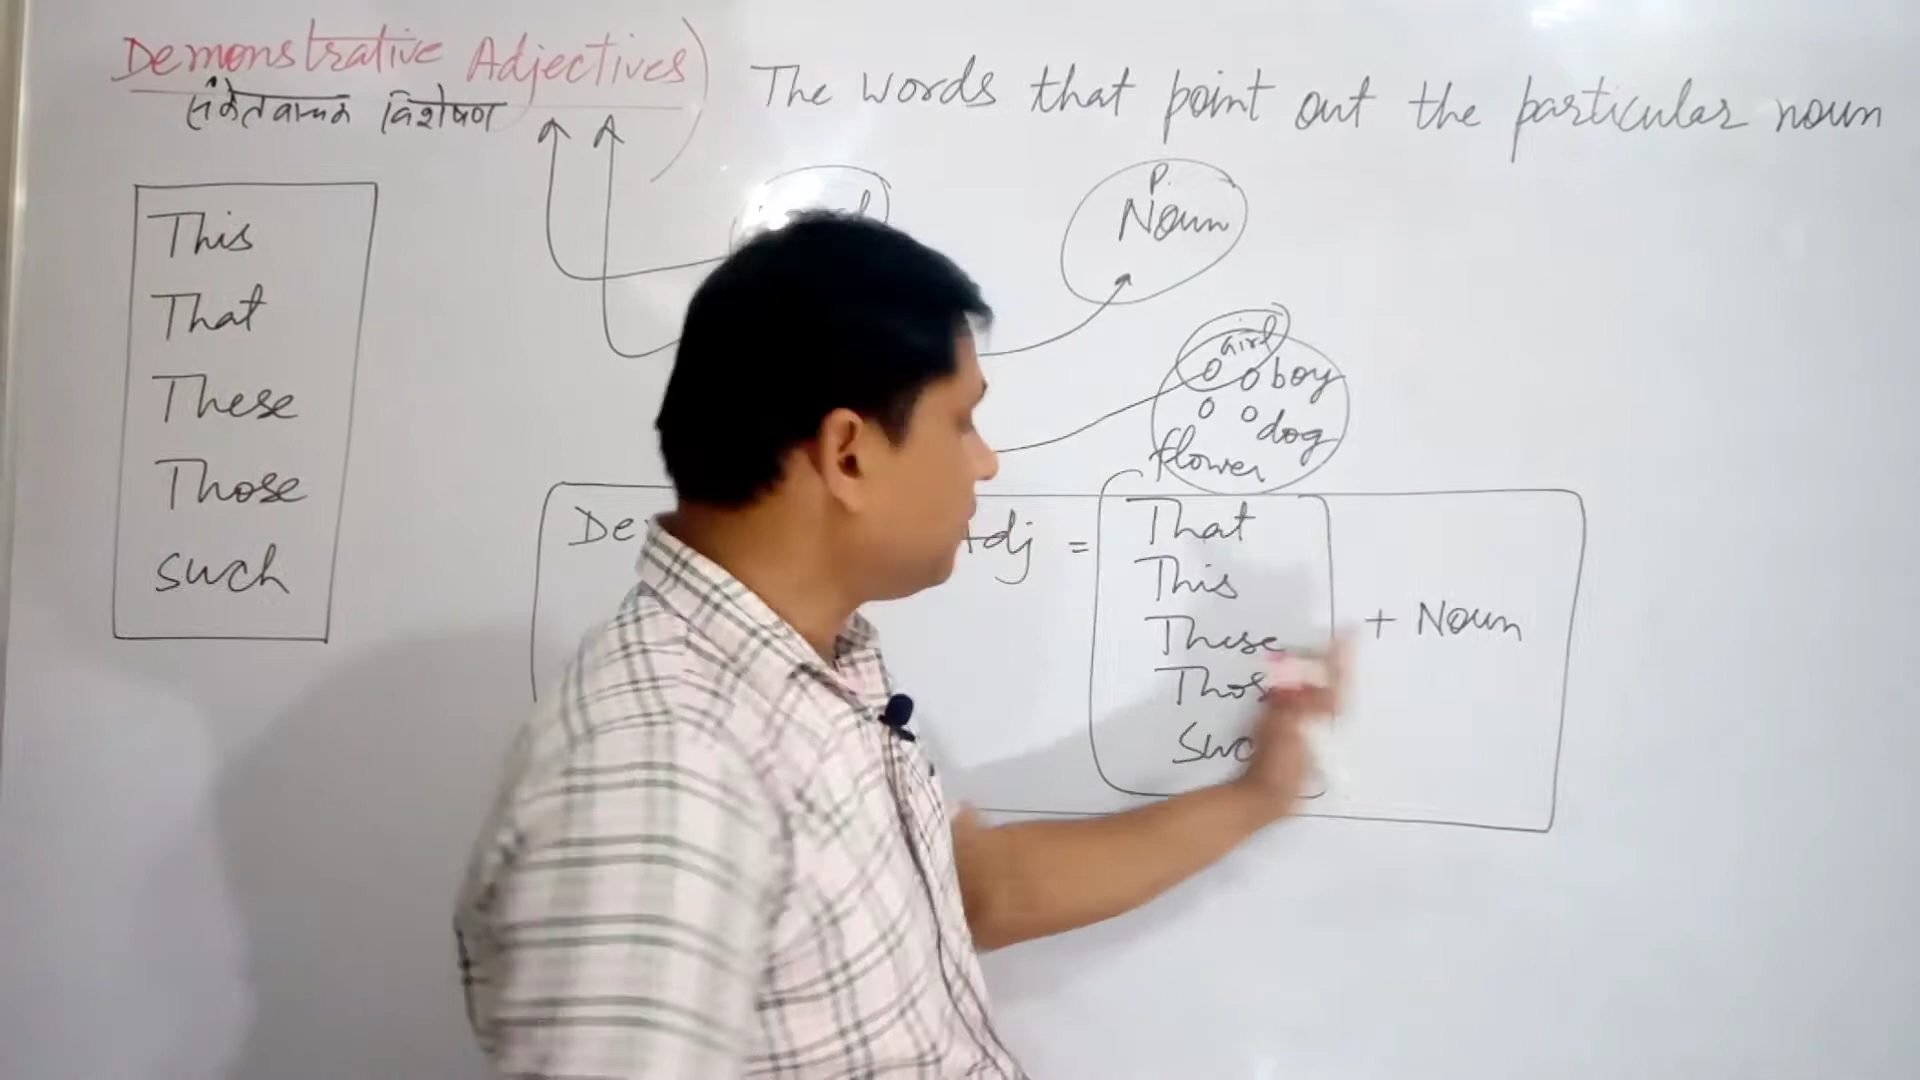 Demonstrative Adjectives)
संकेतवाचक विशेषण
The words that point out the particular noun
This
That
These
Those
such
P.
Noun
girl
boy
dog
flower
Adj =
That
This
These
+ Noun